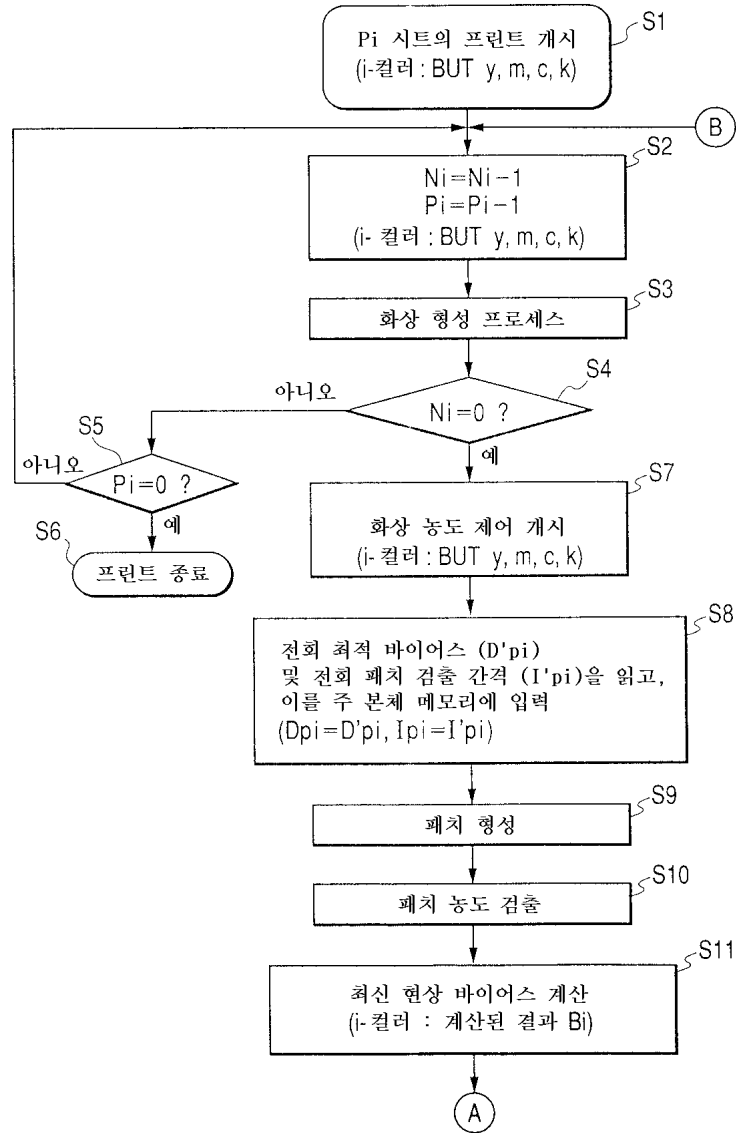 S1
Pi 시트의 프린트 개시
(i-컬러 : BUT y, m, c, k)
B
S2
Ni=Ni-1
Pi=Pi-1
(i- 컬러 : BUT y, m, c, k)
S3
화상 형성 프로세스
S4
아니오
Ni=0 ?
예
S5
아니오
Pi=0 ?
예
S6
프린트 종료
S7
화상 농도 제어 개시
(i-컬러 : BUT y, m, c, k)
S8
전회 최적 바이어스 (D'pi)
및 전회 패치 검출 간격 (I'pi)을 읽고,
이를 주 본체 메모리에 입력
(Dpi=D'pi, Ipi=I'pi)
S9
패치 형성
S10
패치 농도 검출
S11
최신 현상 바이어스 계산
(i-컬러 : 계산된 결과 Bi)
A